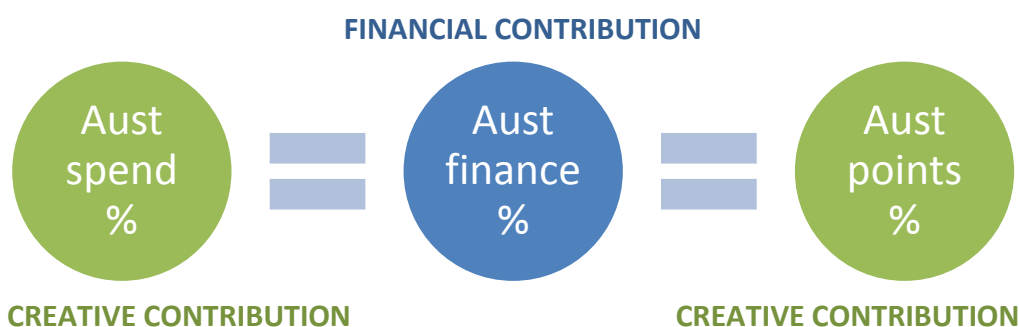 FINANCIAL CONTRIBUTION
Aust
spend
%
Aust
finance
%
Aust
points
%
CREATIVE CONTRIBUTION
CREATIVE CONTRIBUTION